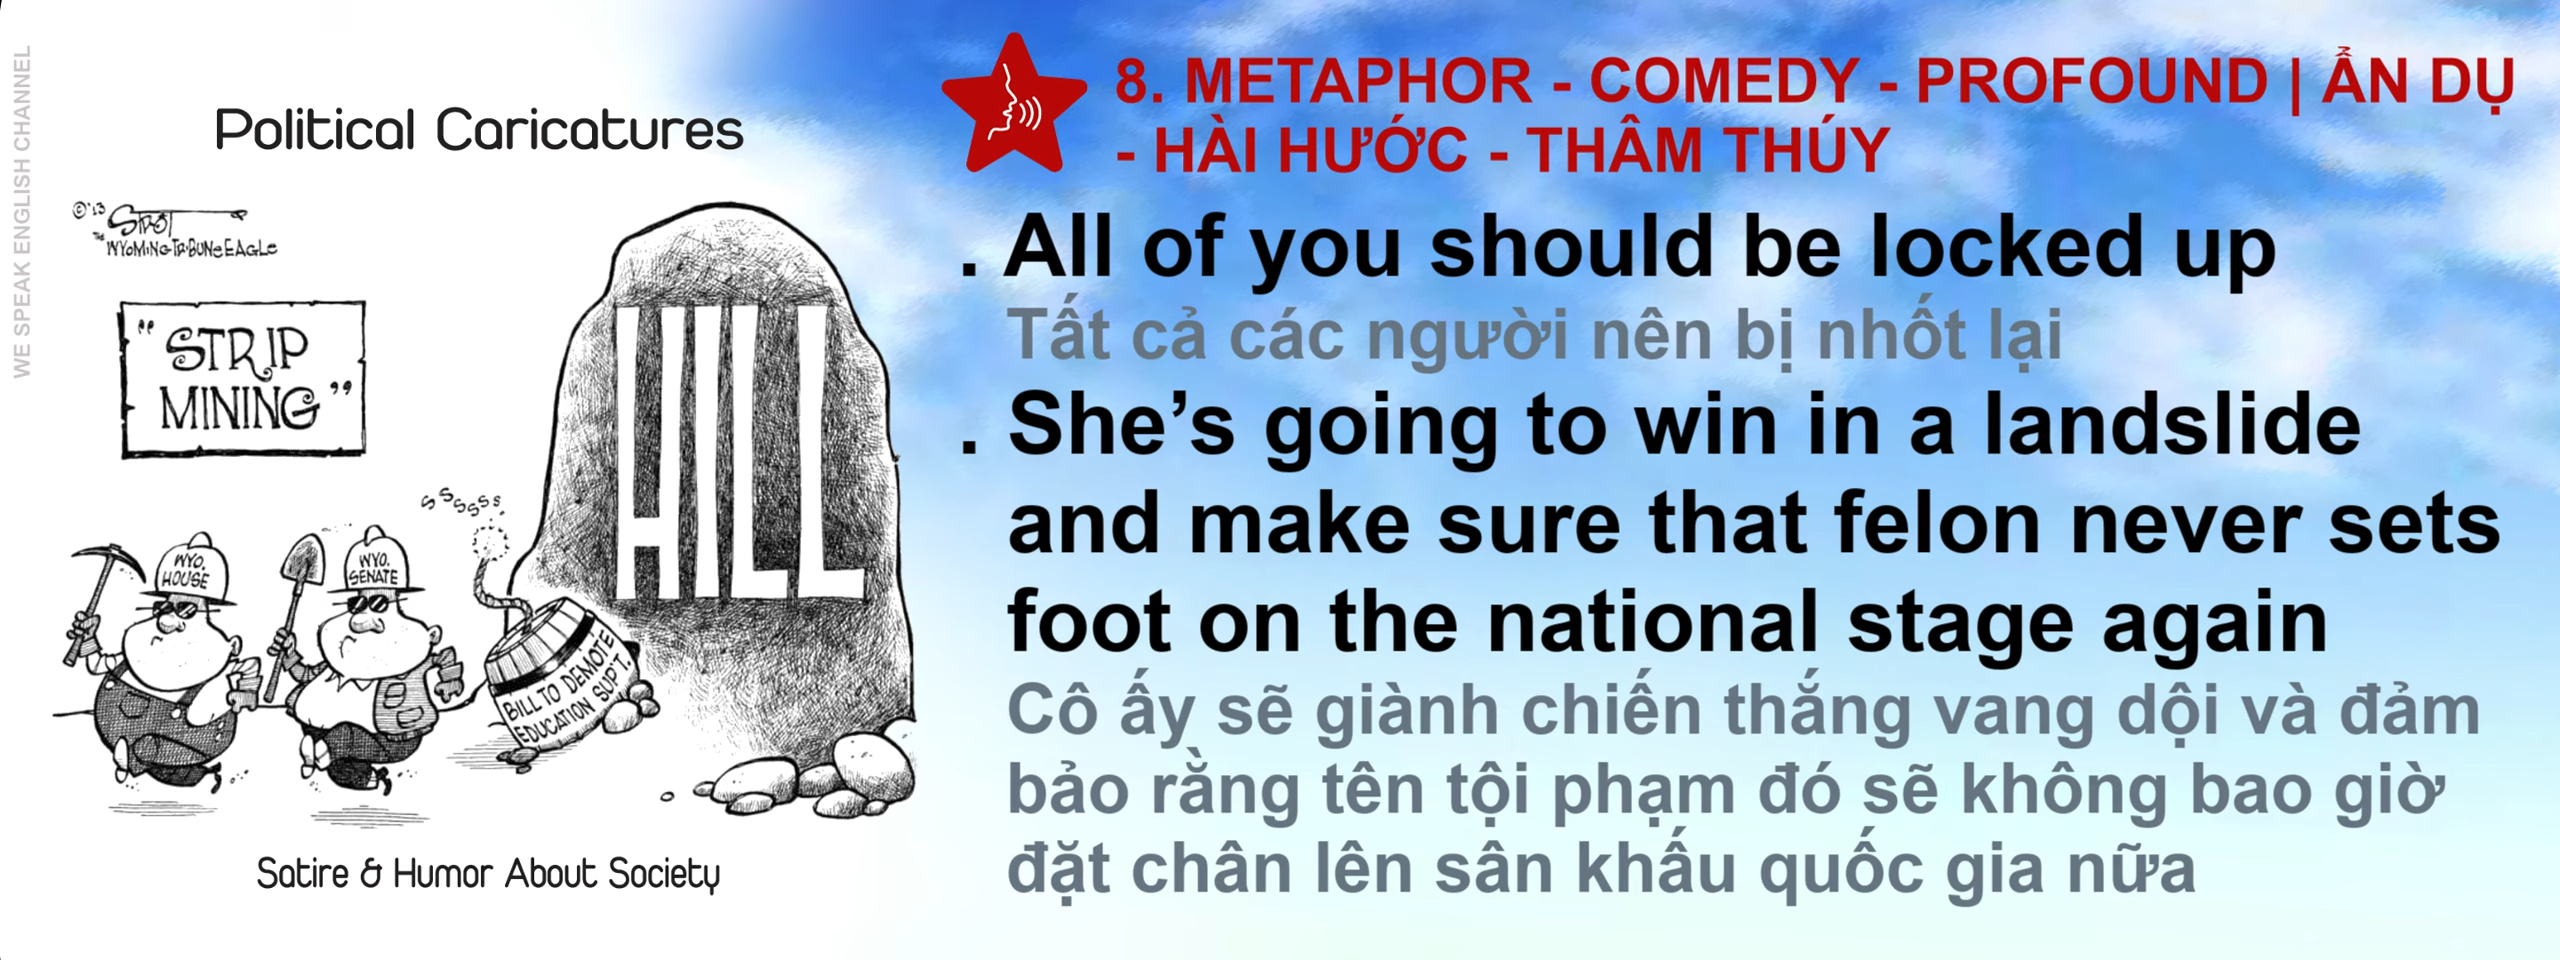 WE SPEAK ENGLISH CHANNEL
Political Caricatures
©'13
THE WYOMING TRIBUNE EAGLE
"STRIP
MINING"
HILL
SSSSSS
WYO.
HOUSE
WYO.
SENATE
BILL TO DEMOTE
EDUCATION SUPT.
Satire & Humor About Society
8. METAPHOR - COMEDY - PROFOUND | ẨN DỤ
- HÀI HƯỚC - THÂM THÚY
. All of you should be locked up
Tất cả các người nên bị nhốt lại
. She’s going to win in a landslide
and make sure that felon never sets
foot on the national stage again
Cô ấy sẽ giành chiến thắng vang dội và đảm
bảo rằng tên tội phạm đó sẽ không bao giờ
đặt chân lên sân khấu quốc gia nữa